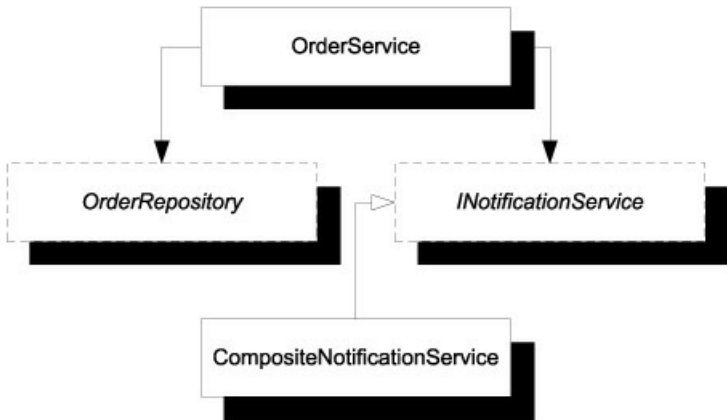 OrderService
OrderRepository
INotificationService
CompositeNotificationService